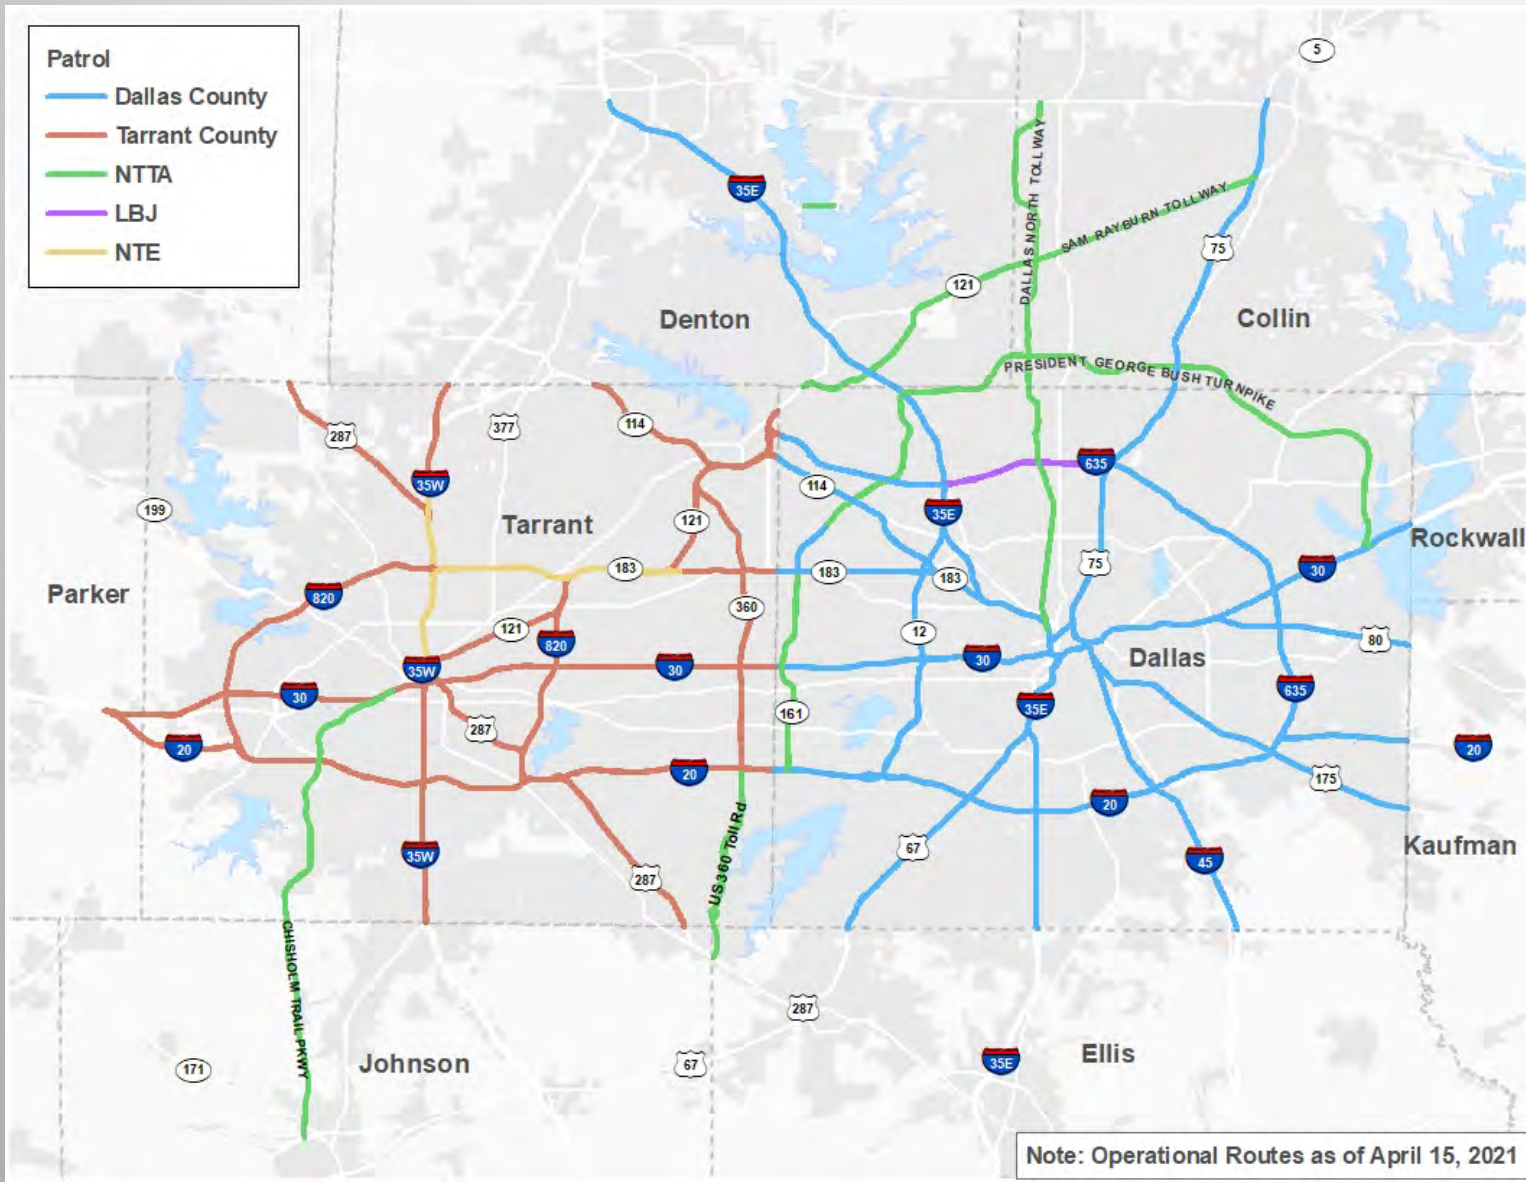 Patrol
Dallas County
Tarrant County
NTTA
LBJ
NTE
5
35E
DALLAS NORTH TOLLWAY
SAM RAYBURN TOLLWAY
75
121
Denton
Collin
PRESIDENT GEORGE BUSH TURNPIKE
287
377
114
35W
635
114
199
35E
Tarrant
121
Rockwall
75
183
183
183
30
Parker
820
360
121
820
12
80
30
30
Dallas
35W
30
635
35E
161
287
20
20
20
175
20
US360 Toll Rd
67
Kaufman
35W
45
287
CHISHOLM TRAIL PKWY
287
Johnson
67
Ellis
35E
171
Note: Operational Routes as of April 15, 2021